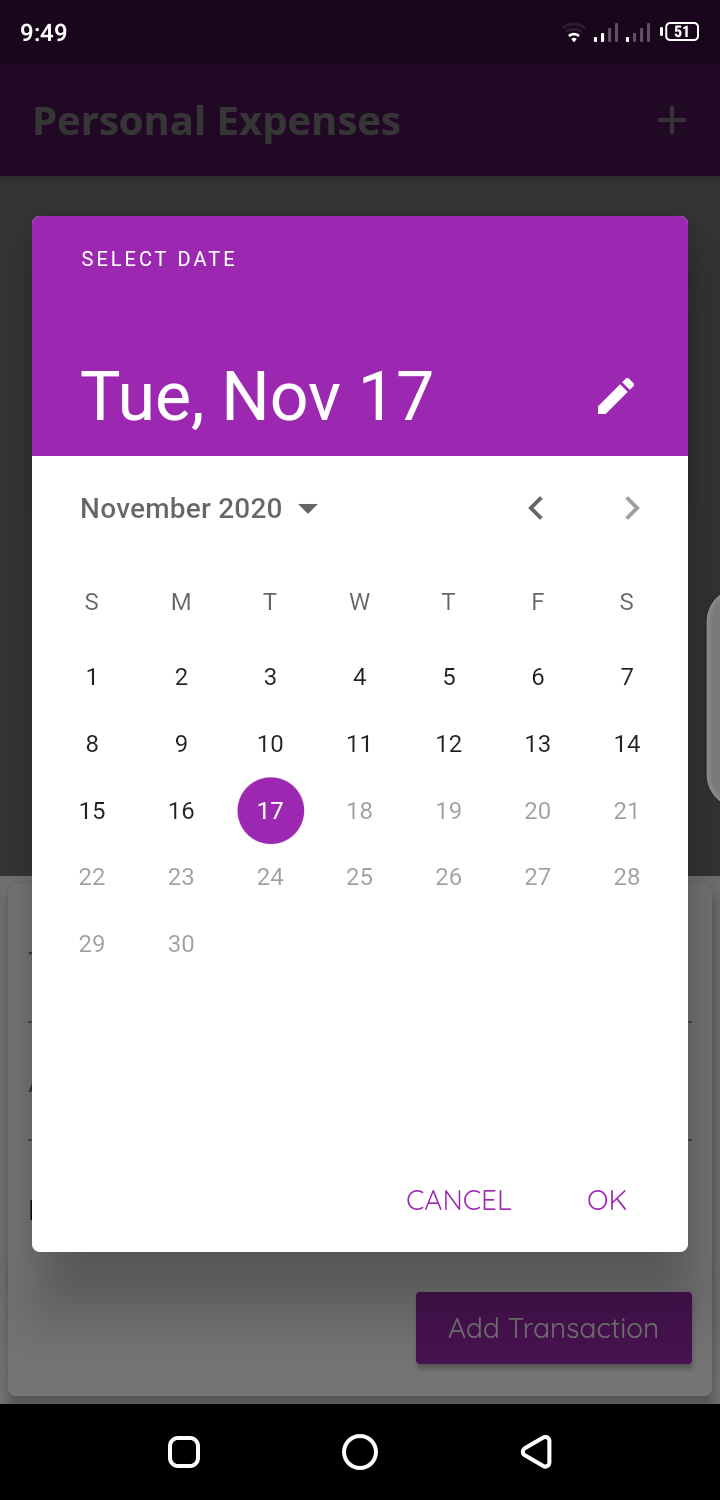 9:49
51
Personal Expenses
SELECT DATE
Tue, Nov 17
November 2020
S M T W T F S
1 2 3 4 5 6 7
8 9 10 11 12 13 14
15 16 17 18 19 20 21
22 23 24 25 26 27 28
29 30
CANCEL OK
Add Transaction